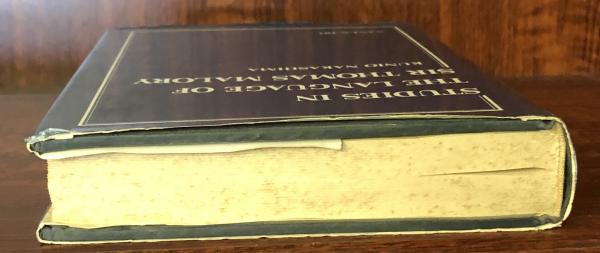 STUDIES IN
THE LANGUAGE OF
SIR THOMAS MALORY
KUNIO NAKASHIMA